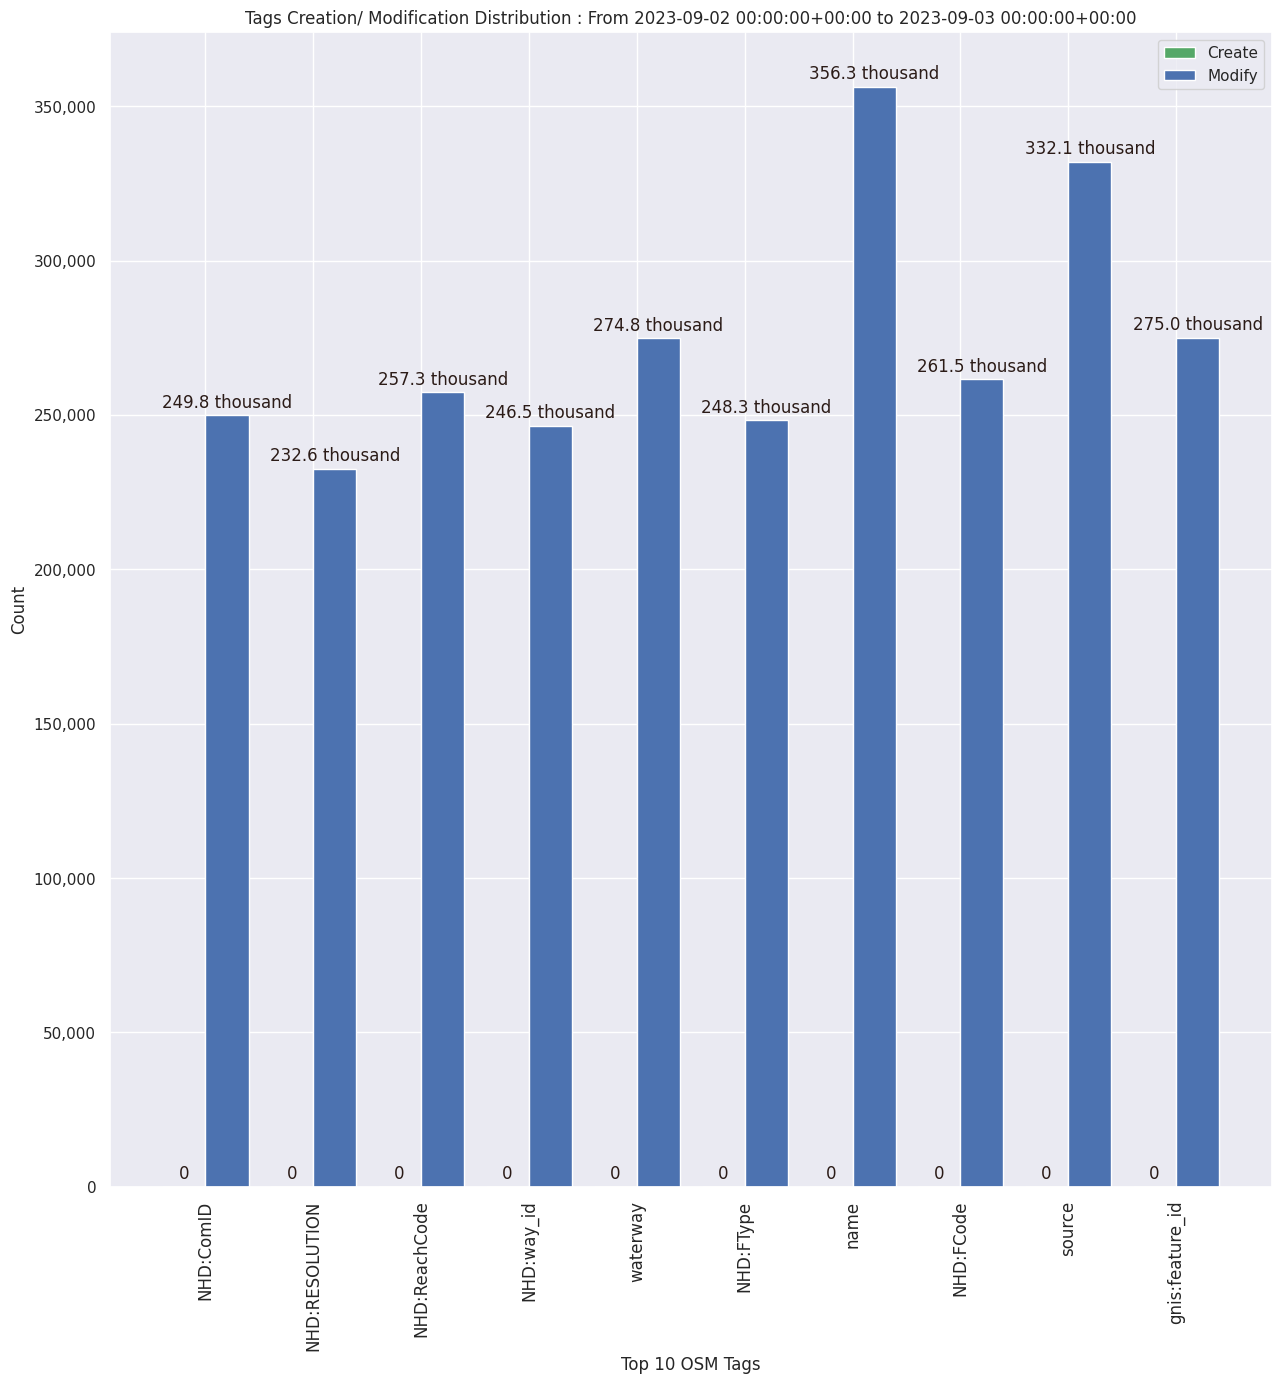 Tags Creation/ Modification Distribution : From 2023-09-02 00:00:00+00:00 to 2023-09-03 00:00:00+00:00
Create
Modify
356.3 thousand
350,000
332.1 thousand
300,000
274.8 thousand
275.0 thousand
257.3 thousand
261.5 thousand
249.8 thousand
246.5 thousand
248.3 thousand
250,000
232.6 thousand
200,000
Count
150,000
100,000
50,000
0 0 0 0 0 0 0 0 0 0
0
NHD:ComID
NHD:RESOLUTION
NHD:ReachCode
NHD:way_id
waterway
NHD:FType
name
NHD:FCode
source
gnis:feature_id
Top 10 OSM Tags